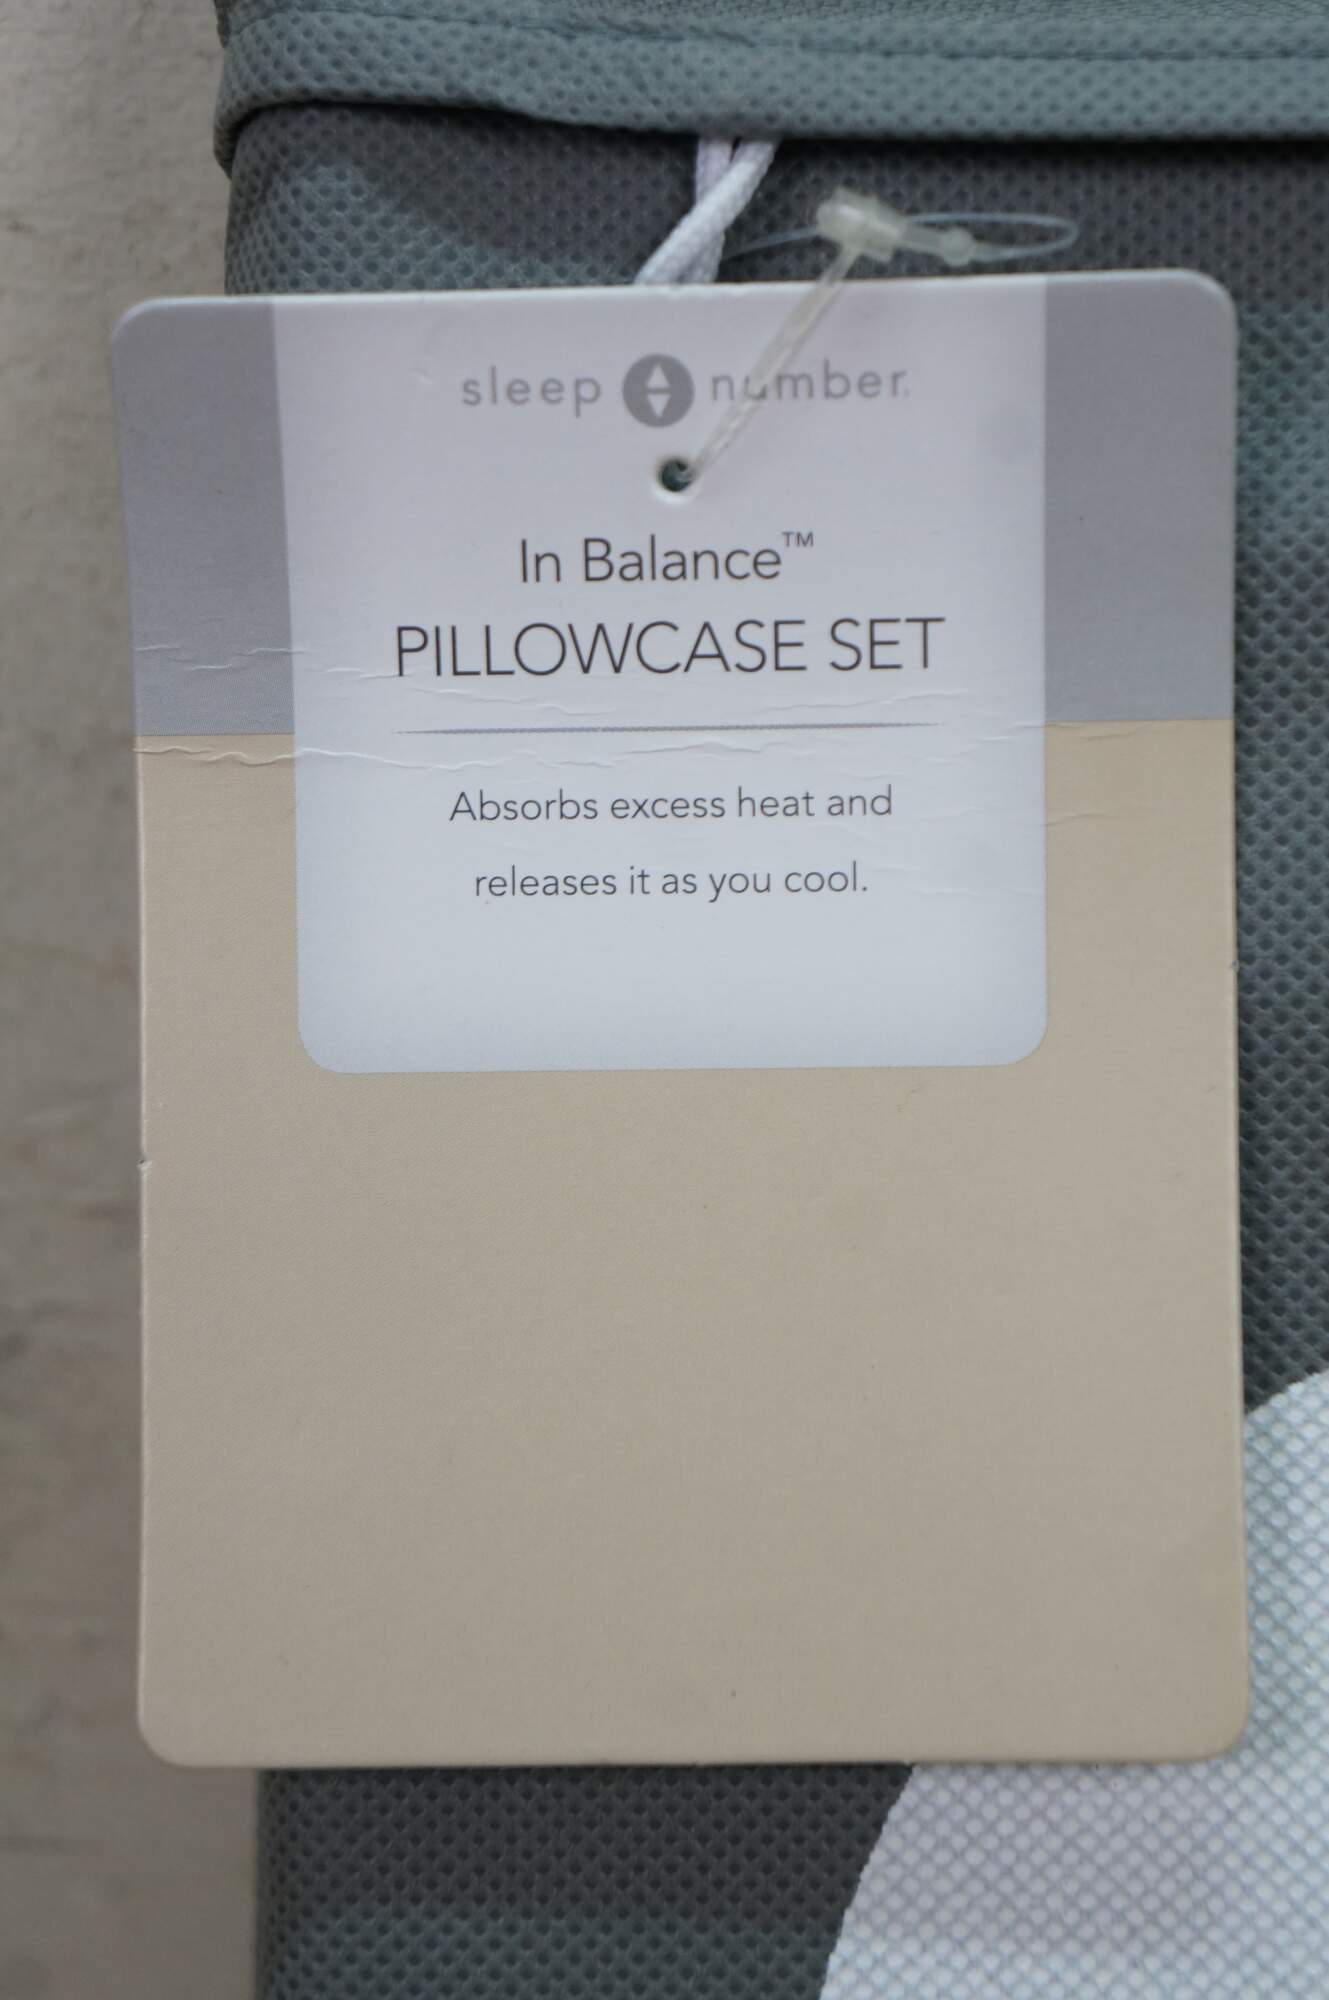 sleep number.
In Balance™
PILLOWCASE SET
Absorbs excess heat and
releases it as you cool.